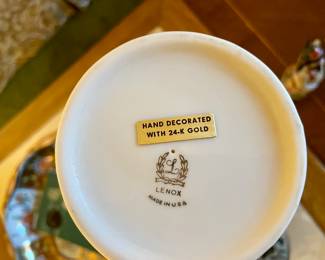 HAND DECORATED
WITH 24-K GOLD
L
LENOX
MADE IN U.S.A